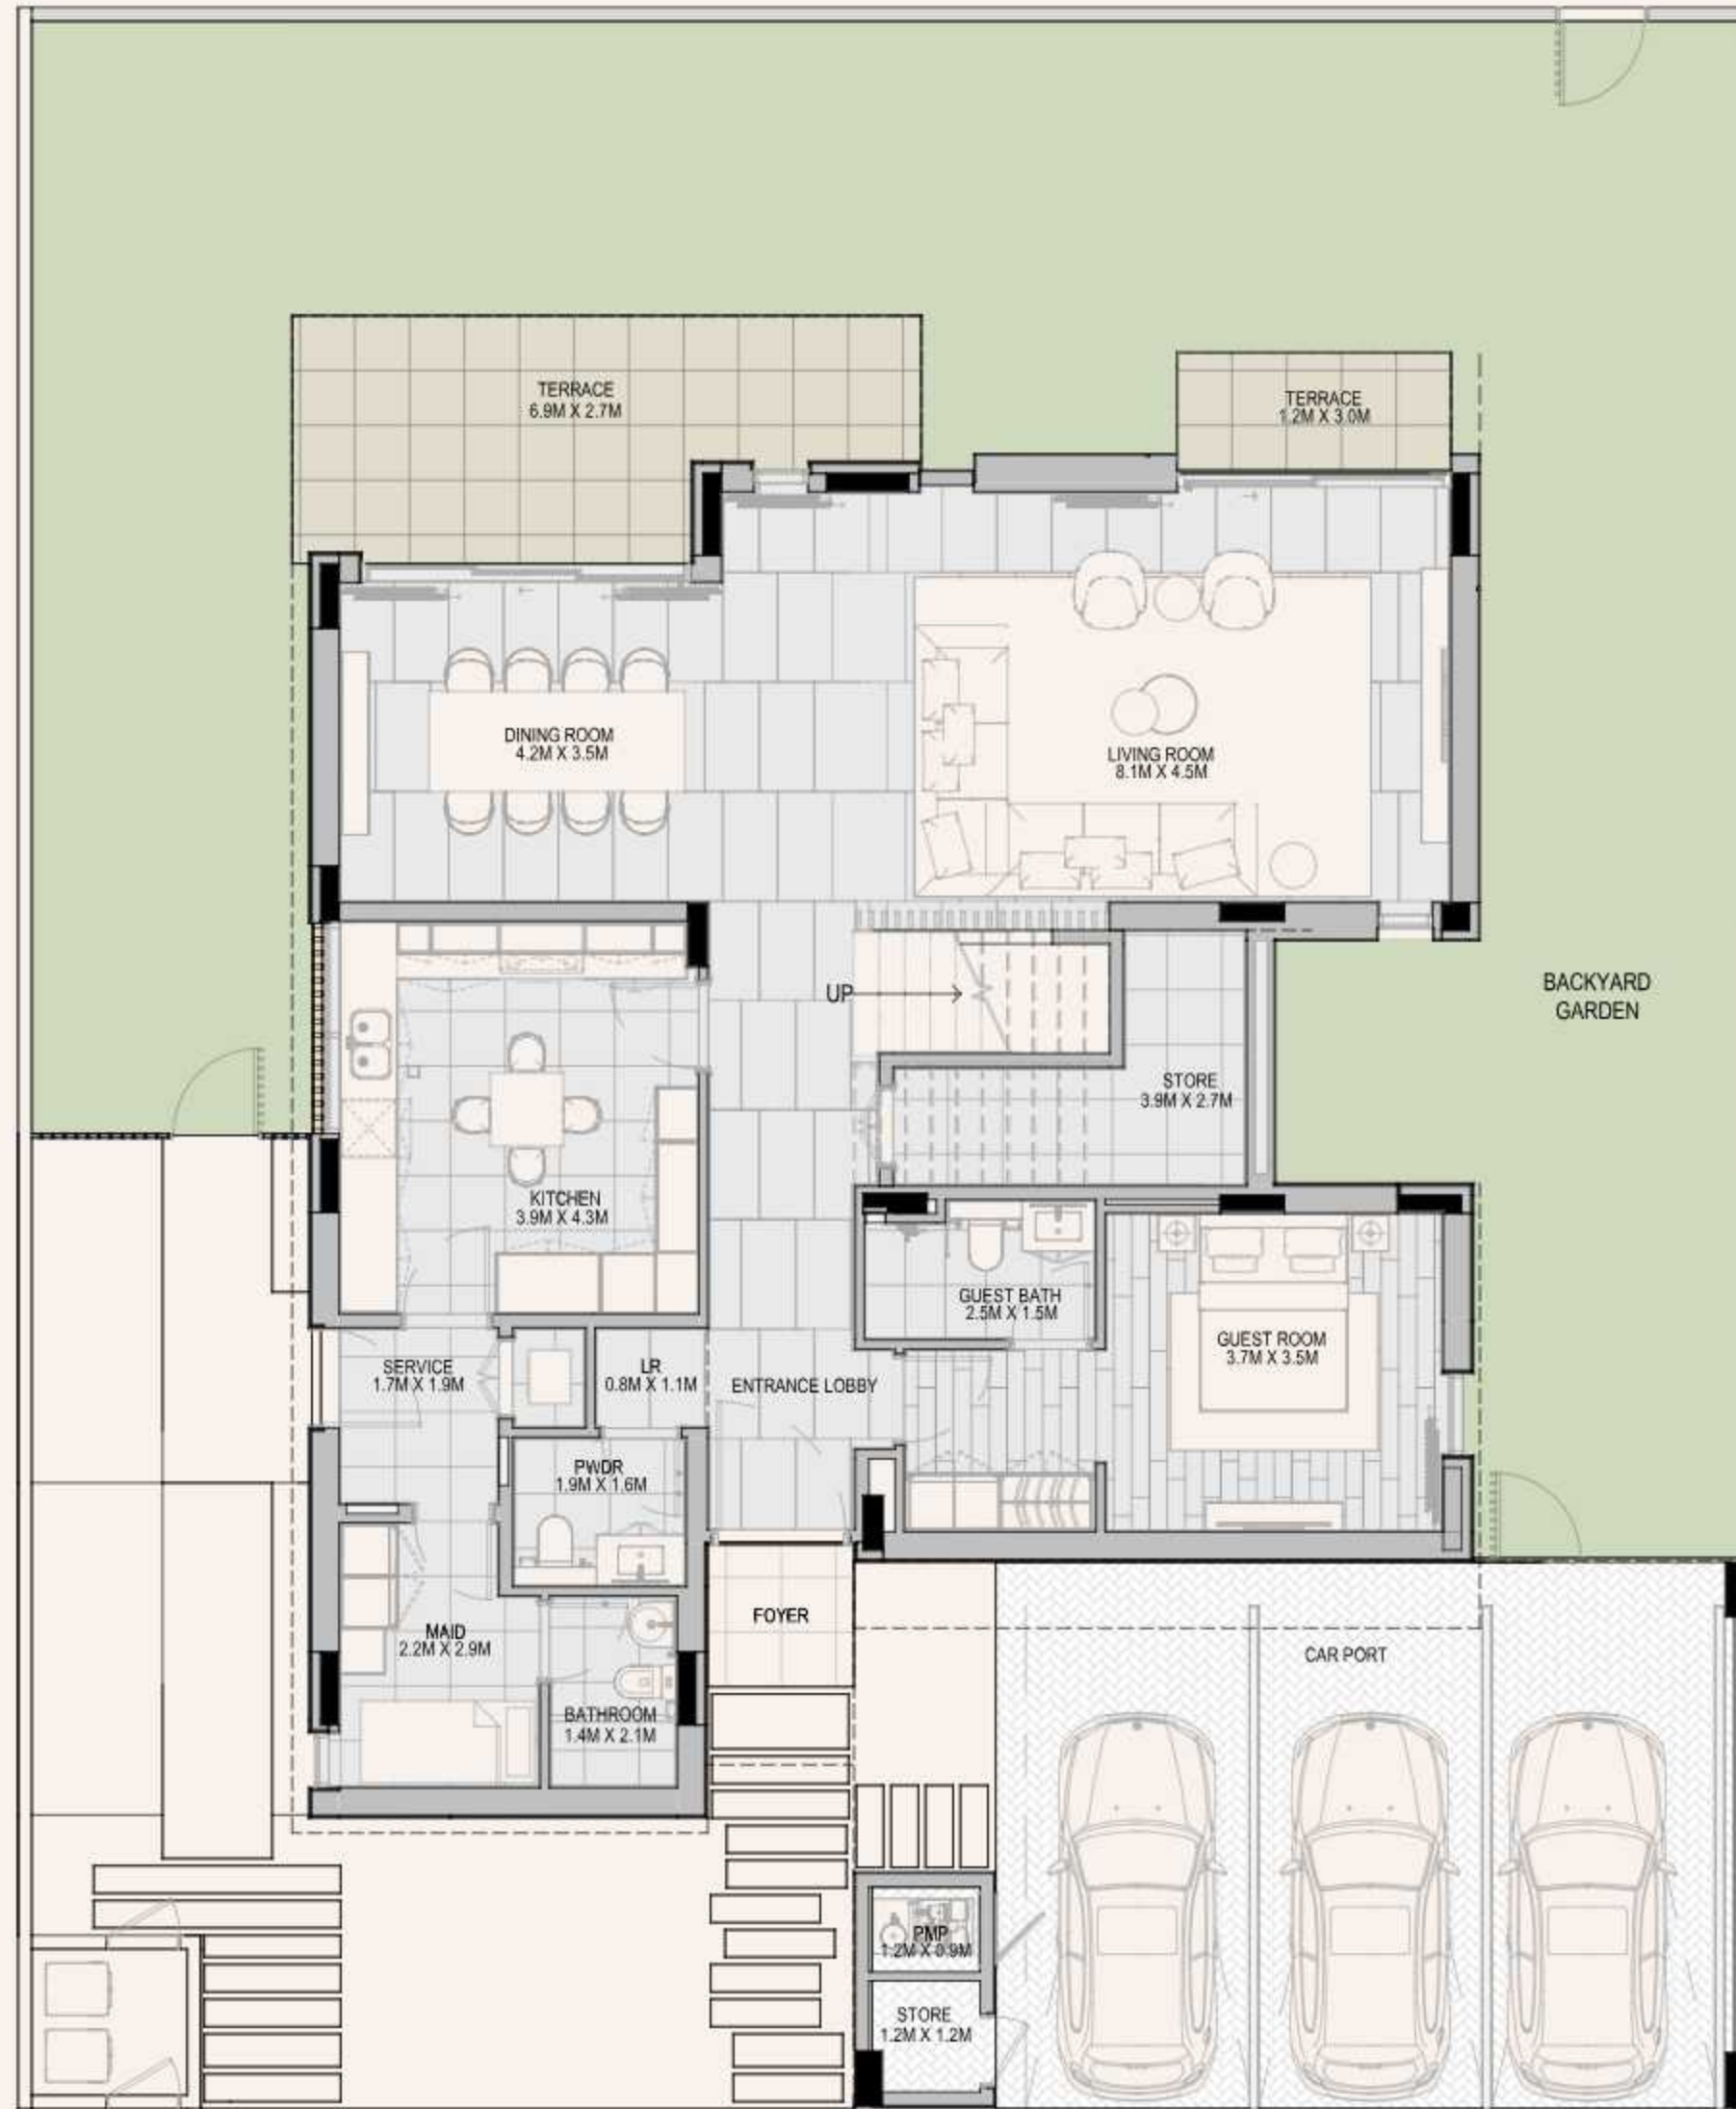 TERRACE
6.9M X 2.7M
TERRACE
1.2M X 3.0M
DINING ROOM
4.2M X 3.5M
LIVING ROOM
8.1M X 4.5M
UP
BACKYARD
GARDEN
STORE
3.9M X 2.7M
KITCHEN
3.9M X 4.3M
GUEST BATH
2.5M X 1.5M
GUEST ROOM
3.7M X 3.5M
SERVICE
1.7M X 1.9M
LR
0.8M X 1.1M
ENTRANCE LOBBY
PWDR
1.9M X 1.6M
FOYER
MAID
2.2M X 2.9M
CAR PORT
BATHROOM
1.4M X 2.1M
PMP
1.2M X 0.9M
STORE
1.2M X 1.2M